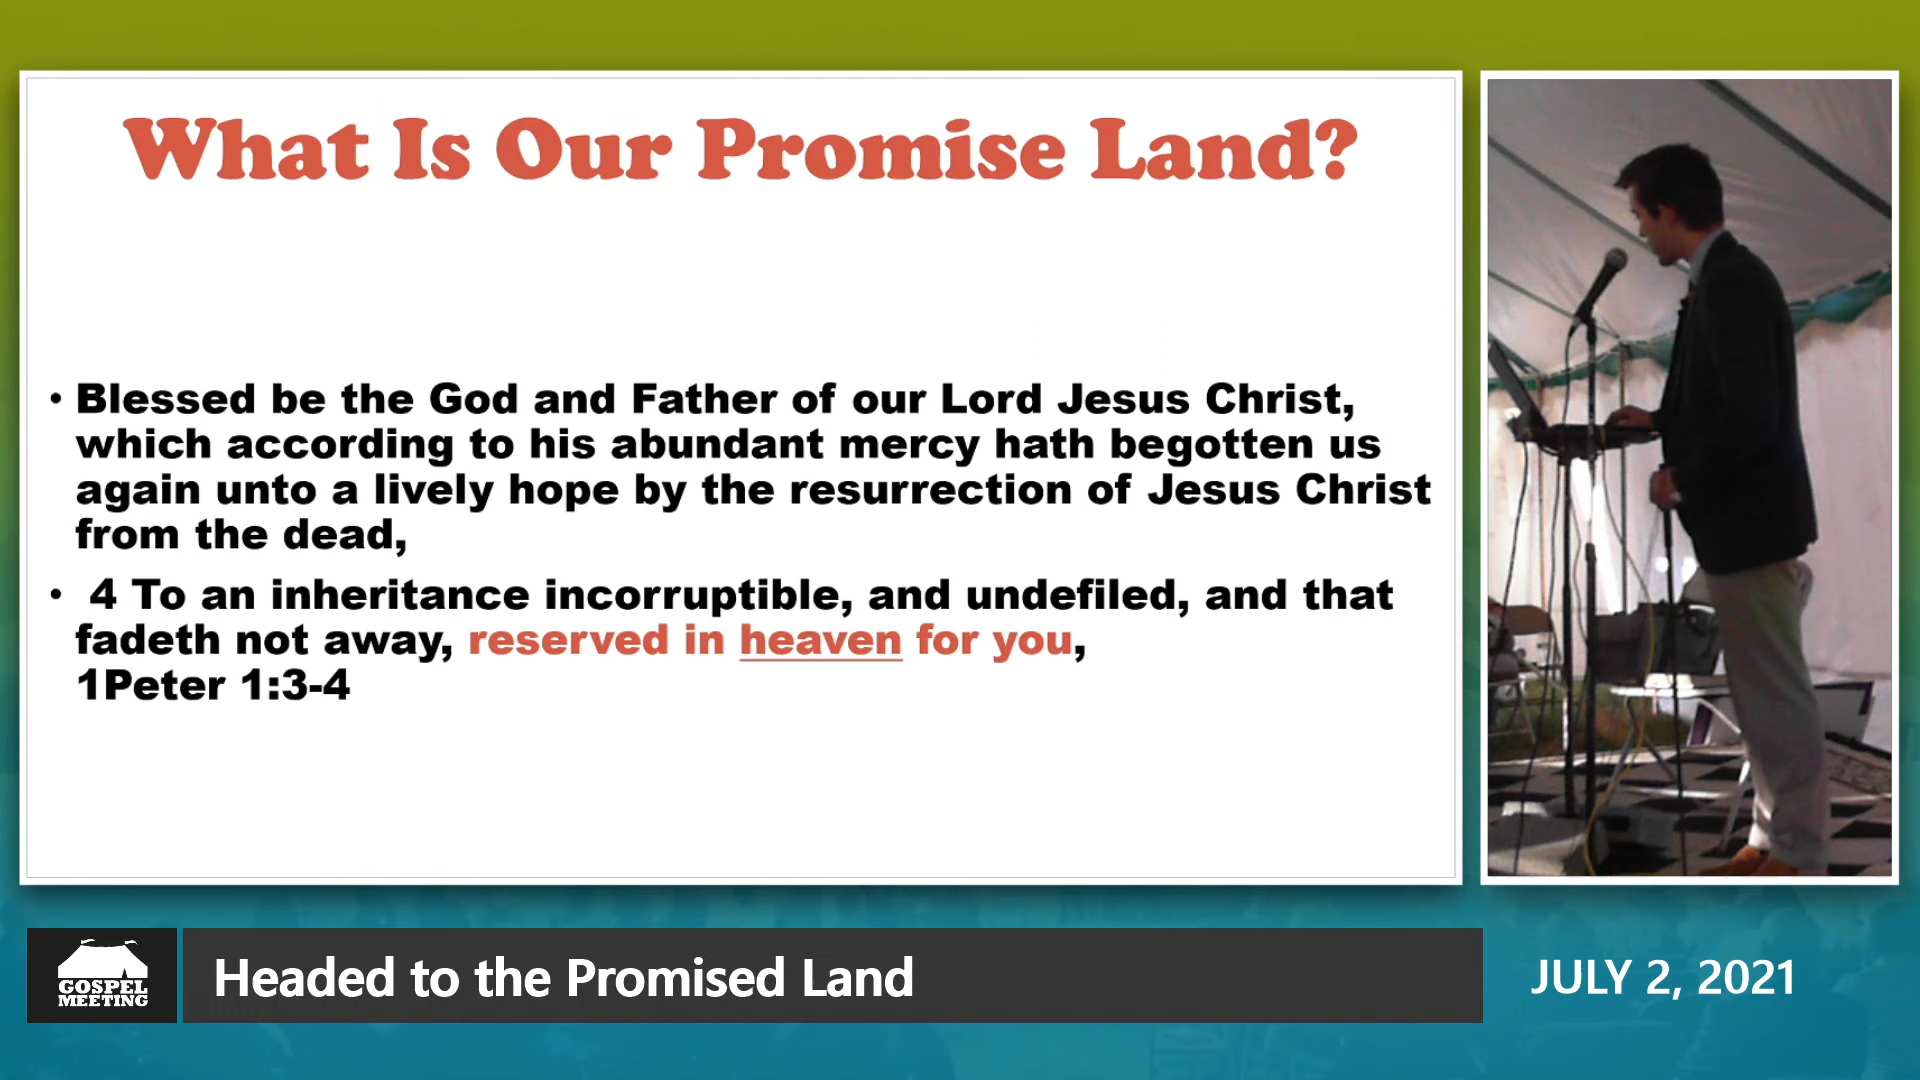 What Is Our Promise Land?
• Blessed be the God and Father of our Lord Jesus Christ,
which according to his abundant mercy hath begotten us
again unto a lively hope by the resurrection of Jesus Christ
from the dead,
• 4 To an inheritance incorruptible, and undefiled, and that
fadeth not away, reserved in heaven for you,
1Peter 1:3-4
GOSPEL
MEETING
Headed to the Promised Land
JULY 2, 2021